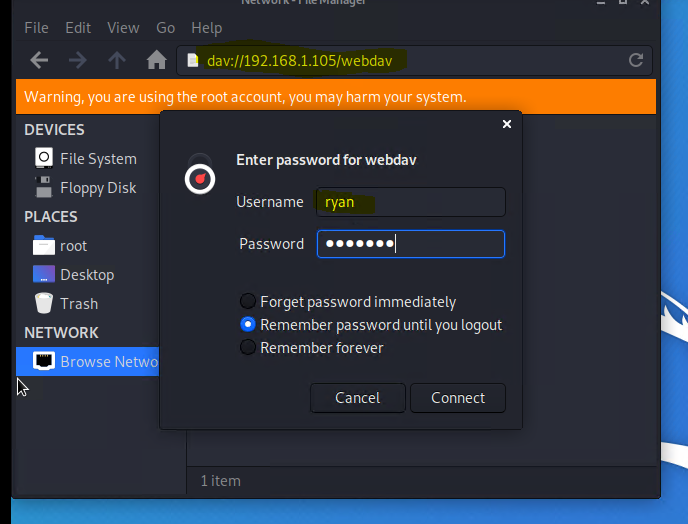 Network - File Manager
File Edit View Go Help
dav://192.168.1.105/webdav
Warning, you are using the root account, you may harm your system.
DEVICES
File System
Floppy Disk
PLACES
root
Desktop
Trash
NETWORK
Browse Netwo
Enter password for webdav
Username ryan
Password •••••••
Forget password immediately
Remember password until you logout
Remember forever
Cancel Connect
1 item